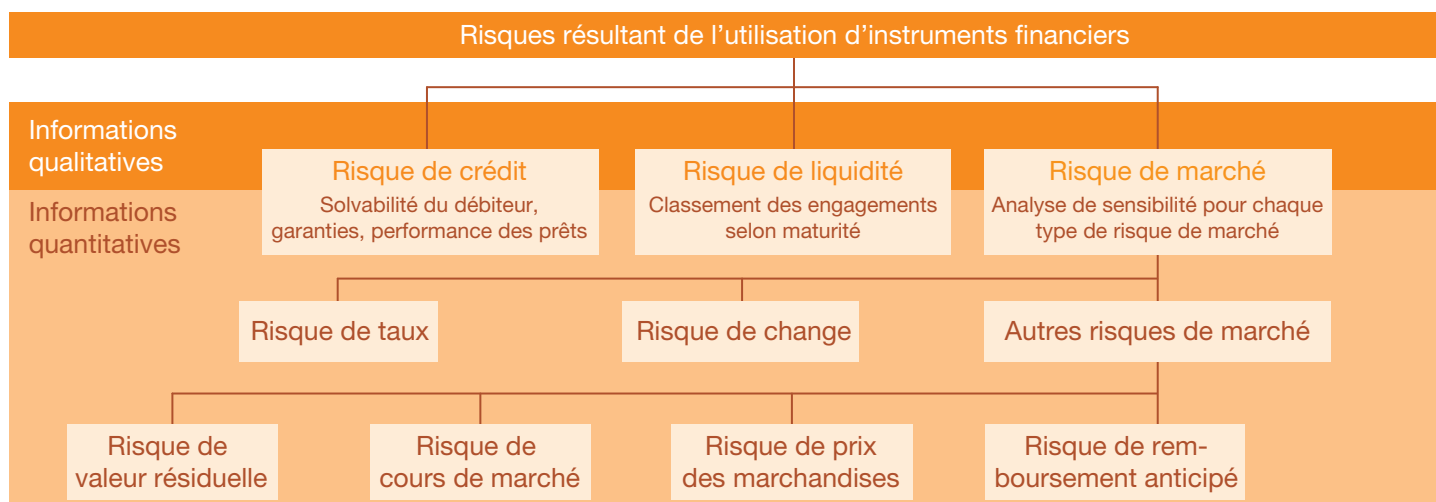 Risques résultant de l’utilisation d’instruments financiers
Informations
qualitatives
Risque de crédit
Solvabilité du débiteur,
garanties, performance des prêts
Risque de liquidité
Classement des engagements
selon maturité
Risque de marché
Analyse de sensibilité pour chaque
type de risque de marché
Informations
quantitatives
Risque de taux
Risque de change
Autres risques de marché
Risque de
valeur résiduelle
Risque de
cours de marché
Risque de prix
des marchandises
Risque de rem-
boursement anticipé